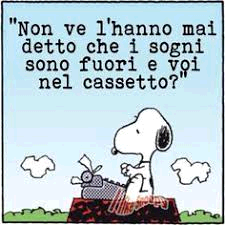 "Non ve l'hanno mai
detto che i sogni
sono fuori e voi
nel cassetto?"